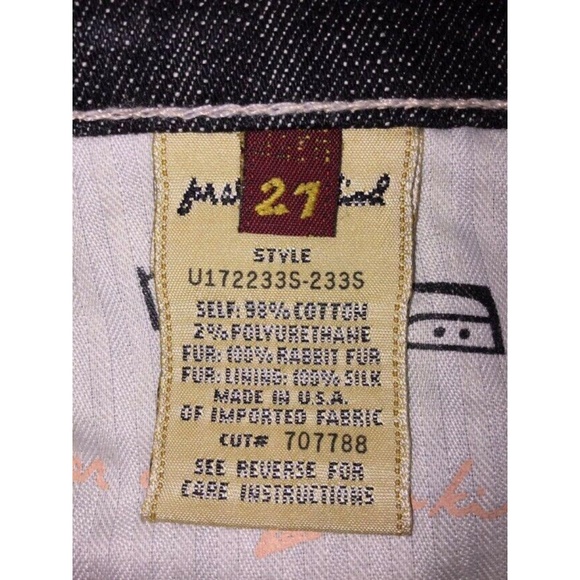 27
STYLE
U172233S-233S
SELF: 98% COTTON
2% POLYURETHANE
FUR: 100% RABBIT FUR
FUR: LINING: 100% SILK
MADE IN U.S.A.
OF IMPORTED FABRIC
CUT# 707788
SEE REVERSE FOR
CARE INSTRUCTIONS